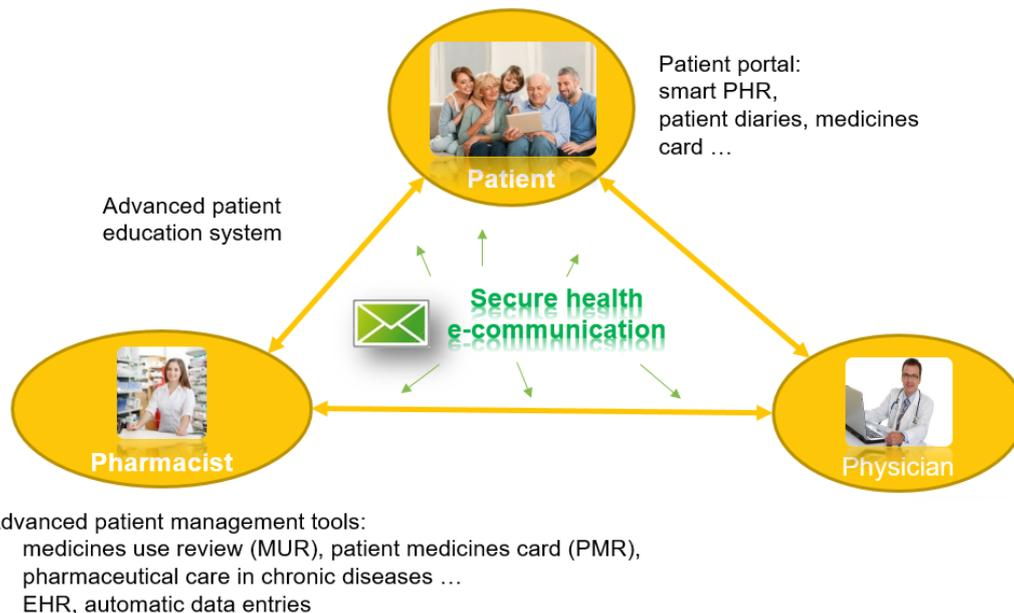 Patient portal:
smart PHR,
patient diaries, medicines
card …
Patient
Advanced patient
education system
Secure health
e-communication
Pharmacist
Physician
dvanced patient management tools:
medicines use review (MUR), patient medicines card (PMR),
pharmaceutical care in chronic diseases …
EHR, automatic data entries